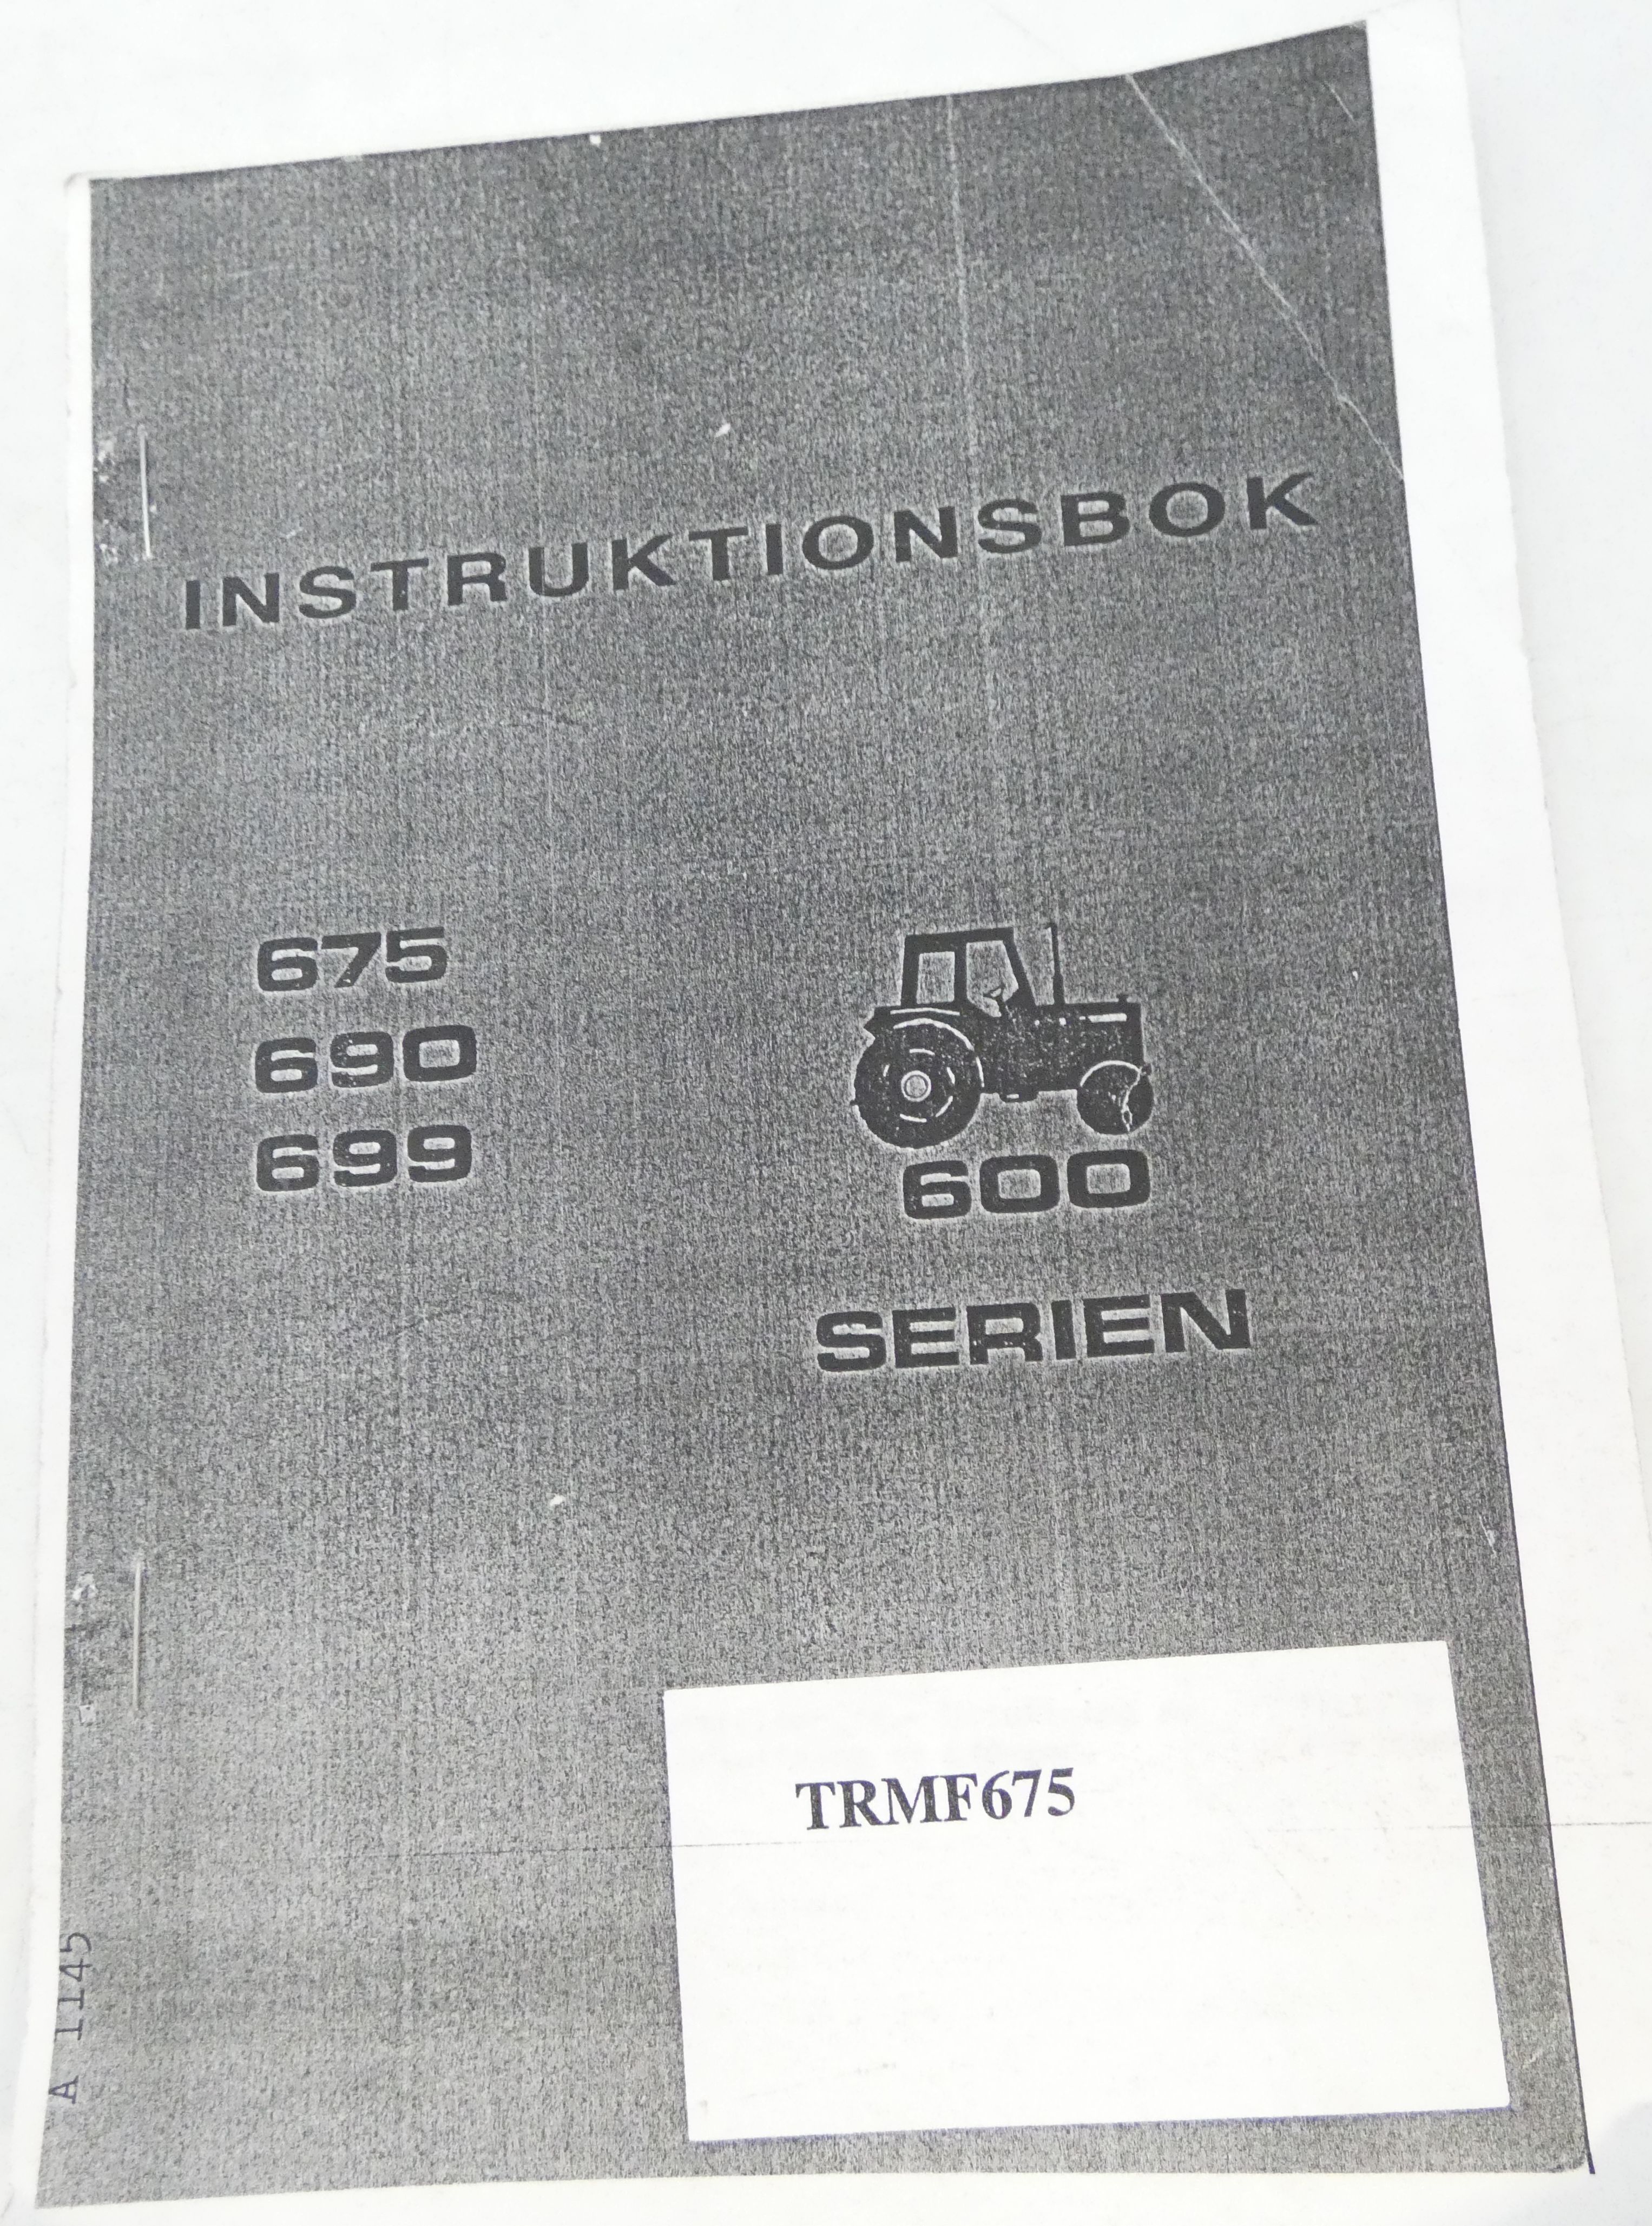 INSTRUKTIONSBOK
675
690
699
600
SERIEN
TRMF675
A 1145